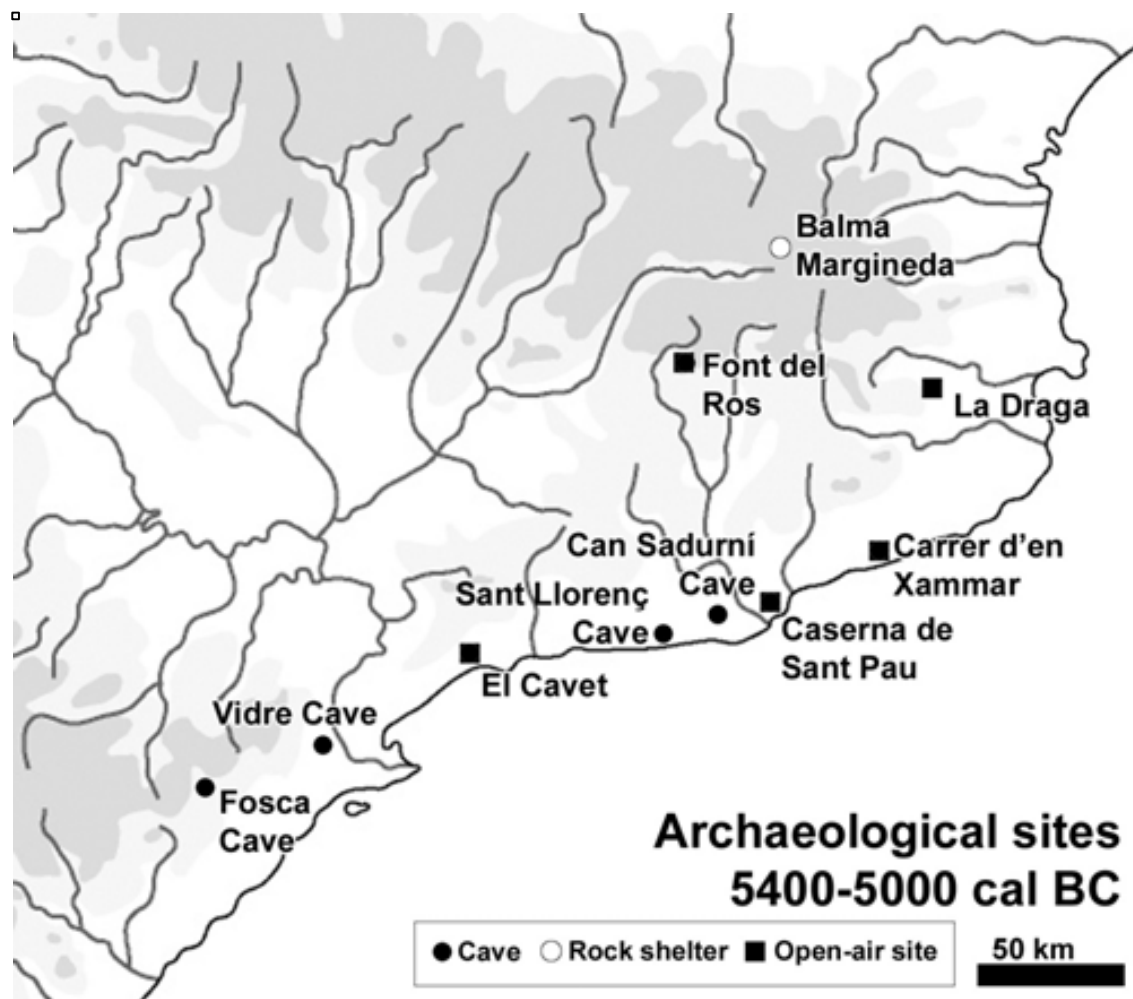 Balma
Margineda
Font del
Ros
La Draga
Can Sadurní
Cave
Carrer d'en
Xammar
Sant Llorenç
Cave
Caserna de
Sant Pau
El Cavet
Vidre Cave
Fosca
Cave
Archaeological sites
5400-5000 cal BC
Cave Rock shelter Open-air site
50 km